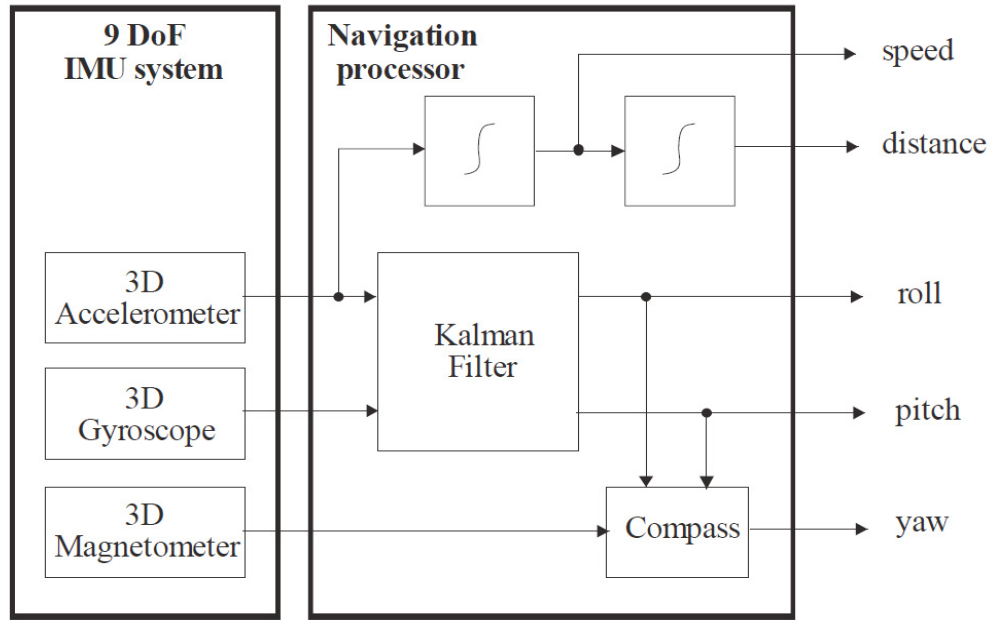 9 DoF
IMU system
Navigation
processor
speed
∫
∫
distance
3D
Accelerometer
Kalman
Filter
roll
3D
Gyroscope
pitch
3D
Magnetometer
Compass
yaw